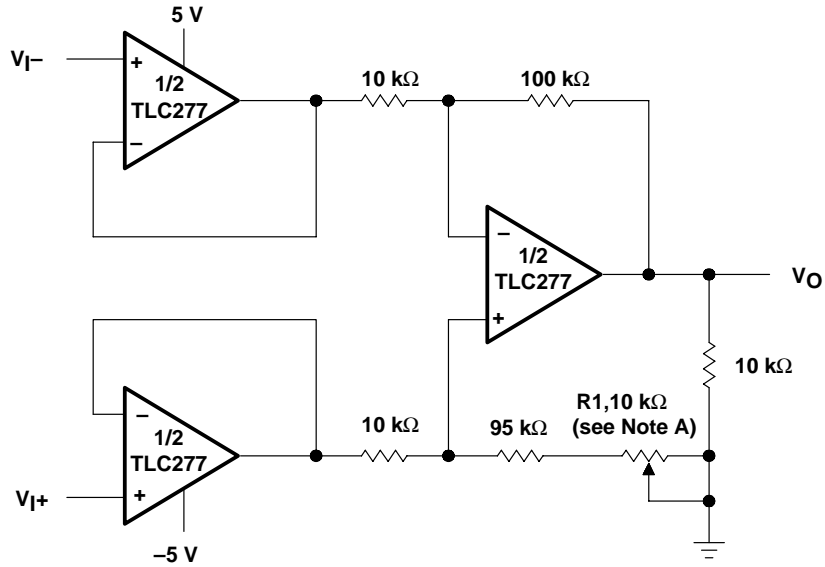 5 V
VI−
+
1/2
TLC277
−
10 kΩ
100 kΩ
−
1/2
TLC277
+
VO
10 kΩ
−
1/2
TLC277
+
VI+
−5 V
10 kΩ
95 kΩ
R1,10 kΩ
(see Note A)